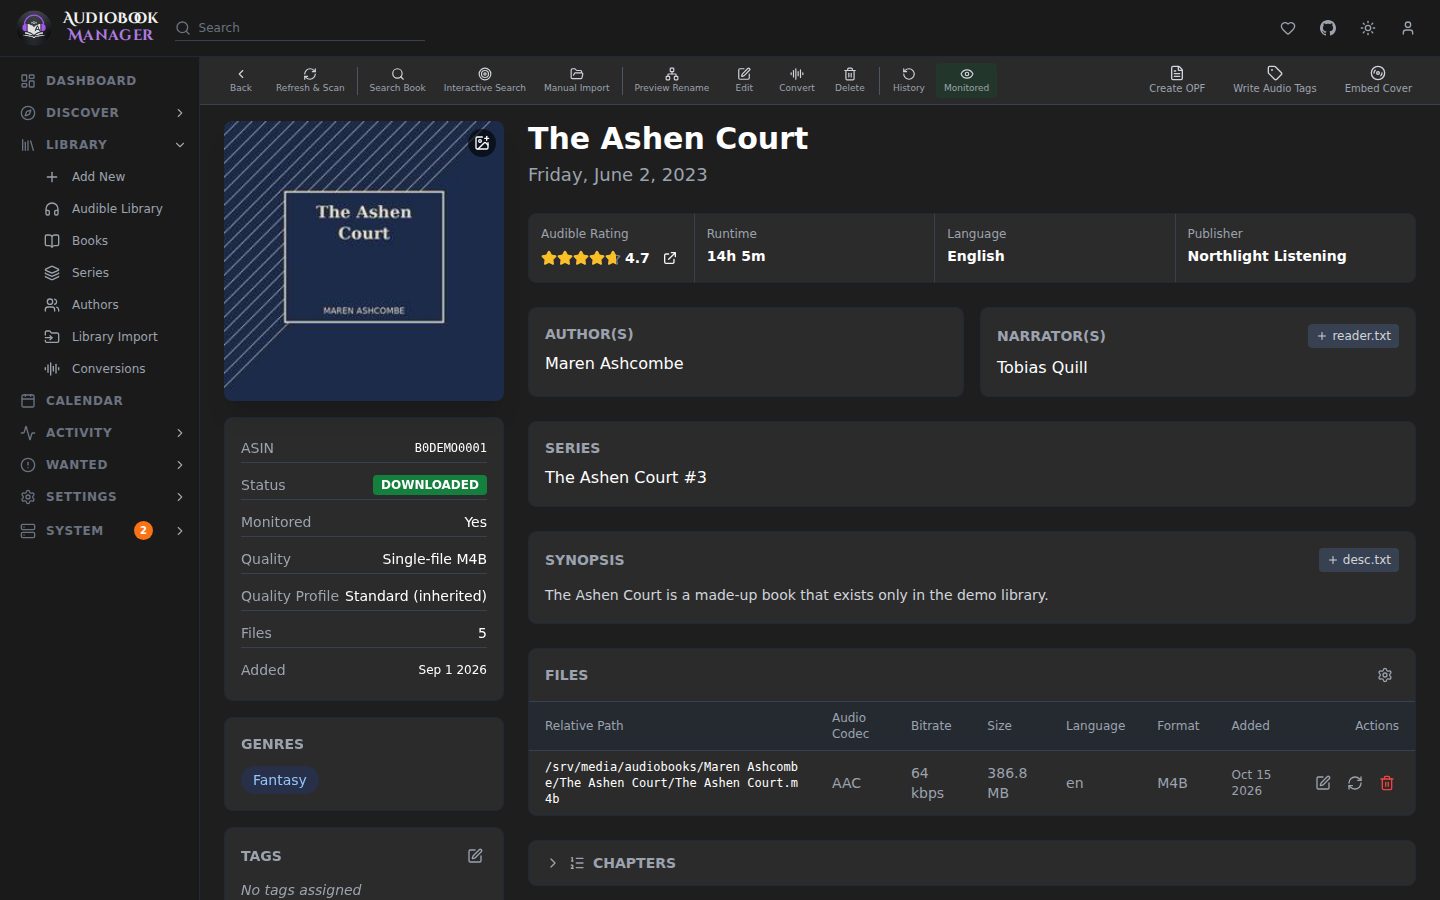 AUDIOBOOK
MANAGER
Search
DASHBOARD
DISCOVER
LIBRARY
Add New
Audible Library
Books
Series
Authors
Library Import
Conversions
CALENDAR
ACTIVITY
WANTED
SETTINGS
SYSTEM 2
Back
Refresh & Scan
Search Book
Interactive Search
Manual Import
Preview Rename
Edit
Convert
Delete
History
Monitored
Create OPF
Write Audio Tags
Embed Cover
The Ashen
Court
MAREN ASHCOMBE
ASIN B0DEMO0001
Status DOWNLOADED
Monitored Yes
Quality Single-file M4B
Quality Profile Standard (inherited)
Files 5
Added Sep 1 2026
GENRES
Fantasy
TAGS
No tags assigned
The Ashen Court
Friday, June 2, 2023
Audible Rating
4.7
Runtime
14h 5m
Language
English
Publisher
Northlight Listening
AUTHOR(S)
Maren Ashcombe
NARRATOR(S)
+ reader.txt
Tobias Quill
SERIES
The Ashen Court #3
SYNOPSIS
+ desc.txt
The Ashen Court is a made-up book that exists only in the demo library.
FILES
Relative Path
Audio
Codec
Bitrate
Size
Language
Format
Added
Actions
/srv/media/audiobooks/Maren Ashcomb
e/The Ashen Court/The Ashen Court.m
4b
AAC
64
kbps
386.8
MB
en
M4B
Oct 15
2026
CHAPTERS